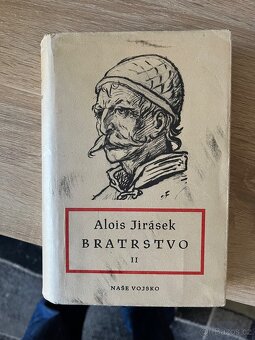 Alois Jirásek
BRATRSTVO
II
NAŠE VOJSKO